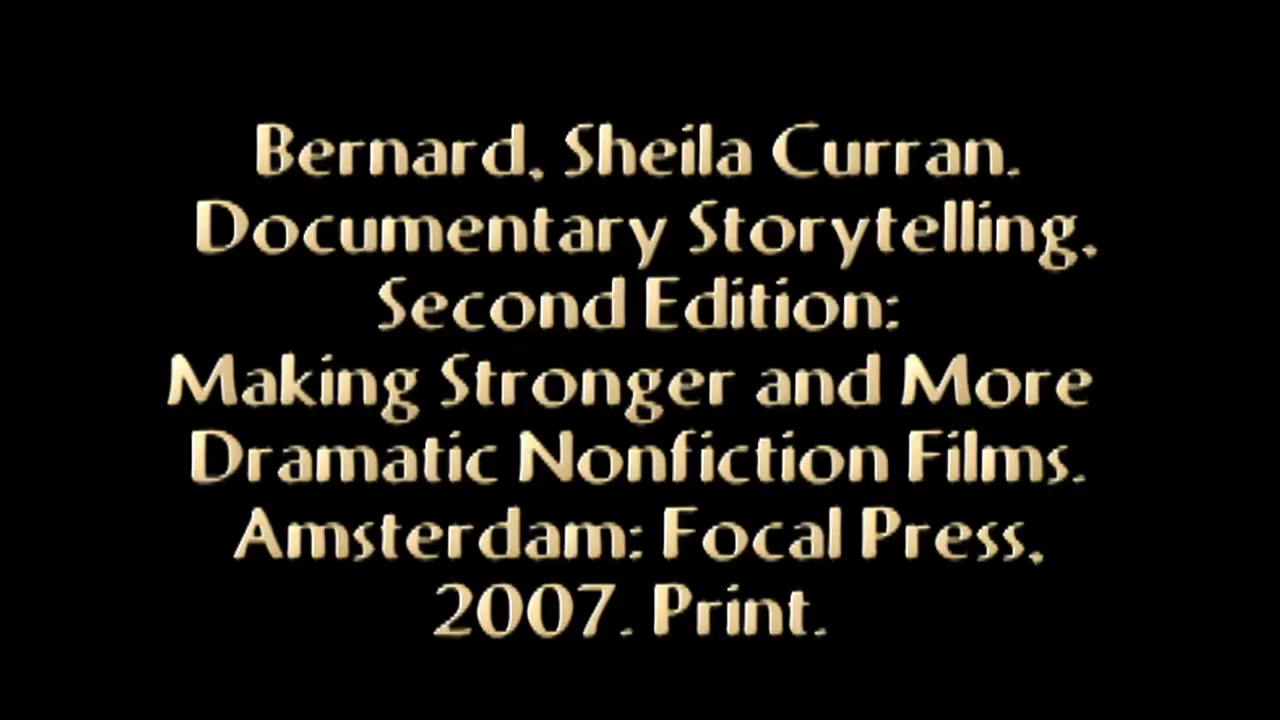 Bernard, Sheila Curran.
Documentary Storytelling,
Second Edition:
Making Stronger and More
Dramatic Nonfiction Films.
Amsterdam: Focal Press,
2007. Print.